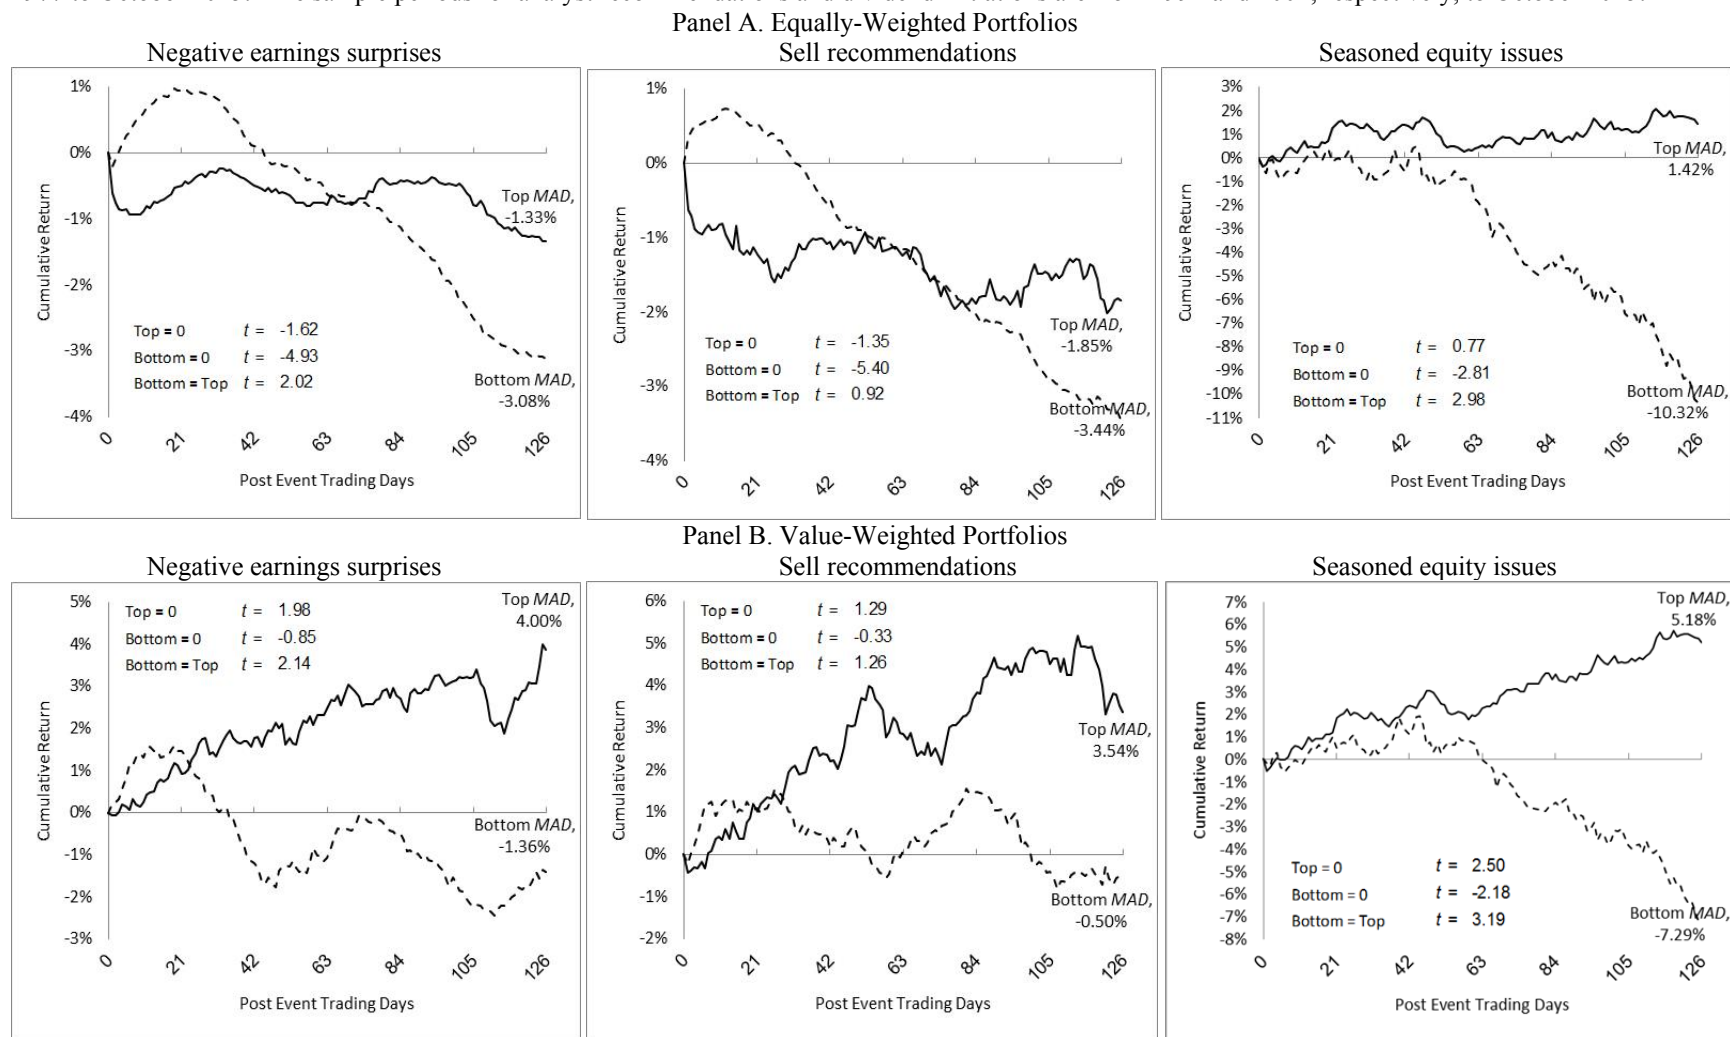 Panel A. Equally-Weighted Portfolios
Negative earnings surprises
1%
0%
-1%
-2%
-3%
-4%
Cumulative Return
Top MAD,
-1.33%
Top = 0 t = -1.62
Bottom = 0 t = -4.93
Bottom = Top t = 2.02
Bottom MAD,
-3.08%
0 21 42 63 84 105 126
Post Event Trading Days
Sell recommendations
1%
0%
-1%
-2%
-3%
-4%
Cumulative Return
Top MAD,
-1.85%
Top = 0 t = -1.35
Bottom = 0 t = -5.40
Bottom = Top t = 0.92
Bottom MAD,
-3.44%
0 21 42 63 84 105 126
Post Event Trading Days
Seasoned equity issues
3%
2%
1%
0%
-1%
-2%
-3%
-4%
-5%
-6%
-7%
-8%
-9%
-10%
-11%
Cumulative Return
Top MAD,
1.42%
Top = 0 t = 0.77
Bottom = 0 t = -2.81
Bottom = Top t = 2.98
Bottom MAD,
-10.32%
0 21 42 63 84 105 126
Post Event Trading Days
Panel B. Value-Weighted Portfolios
Negative earnings surprises
5%
4%
3%
2%
1%
0%
-1%
-2%
-3%
Cumulative Return
Top = 0 t = 1.98
Bottom = 0 t = -0.85
Bottom = Top t = 2.14
Top MAD,
4.00%
Bottom MAD,
-1.36%
0 21 42 63 84 105 126
Post Event Trading Days
Sell recommendations
6%
5%
4%
3%
2%
1%
0%
-1%
-2%
Cumulative Return
Top = 0 t = 1.29
Bottom = 0 t = -0.33
Bottom = Top t = 1.26
Top MAD,
3.54%
Bottom MAD,
-0.50%
0 21 42 63 84 105 126
Post Event Trading Days
Seasoned equity issues
7%
6%
5%
4%
3%
2%
1%
0%
-1%
-2%
-3%
-4%
-5%
-6%
-7%
-8%
Cumulative Return
Top MAD,
5.18%
Top = 0 t = 2.50
Bottom = 0 t = -2.18
Bottom = Top t = 3.19
Bottom MAD,
-7.29%
0 21 42 63 84 105 126
Post Event Trading Days